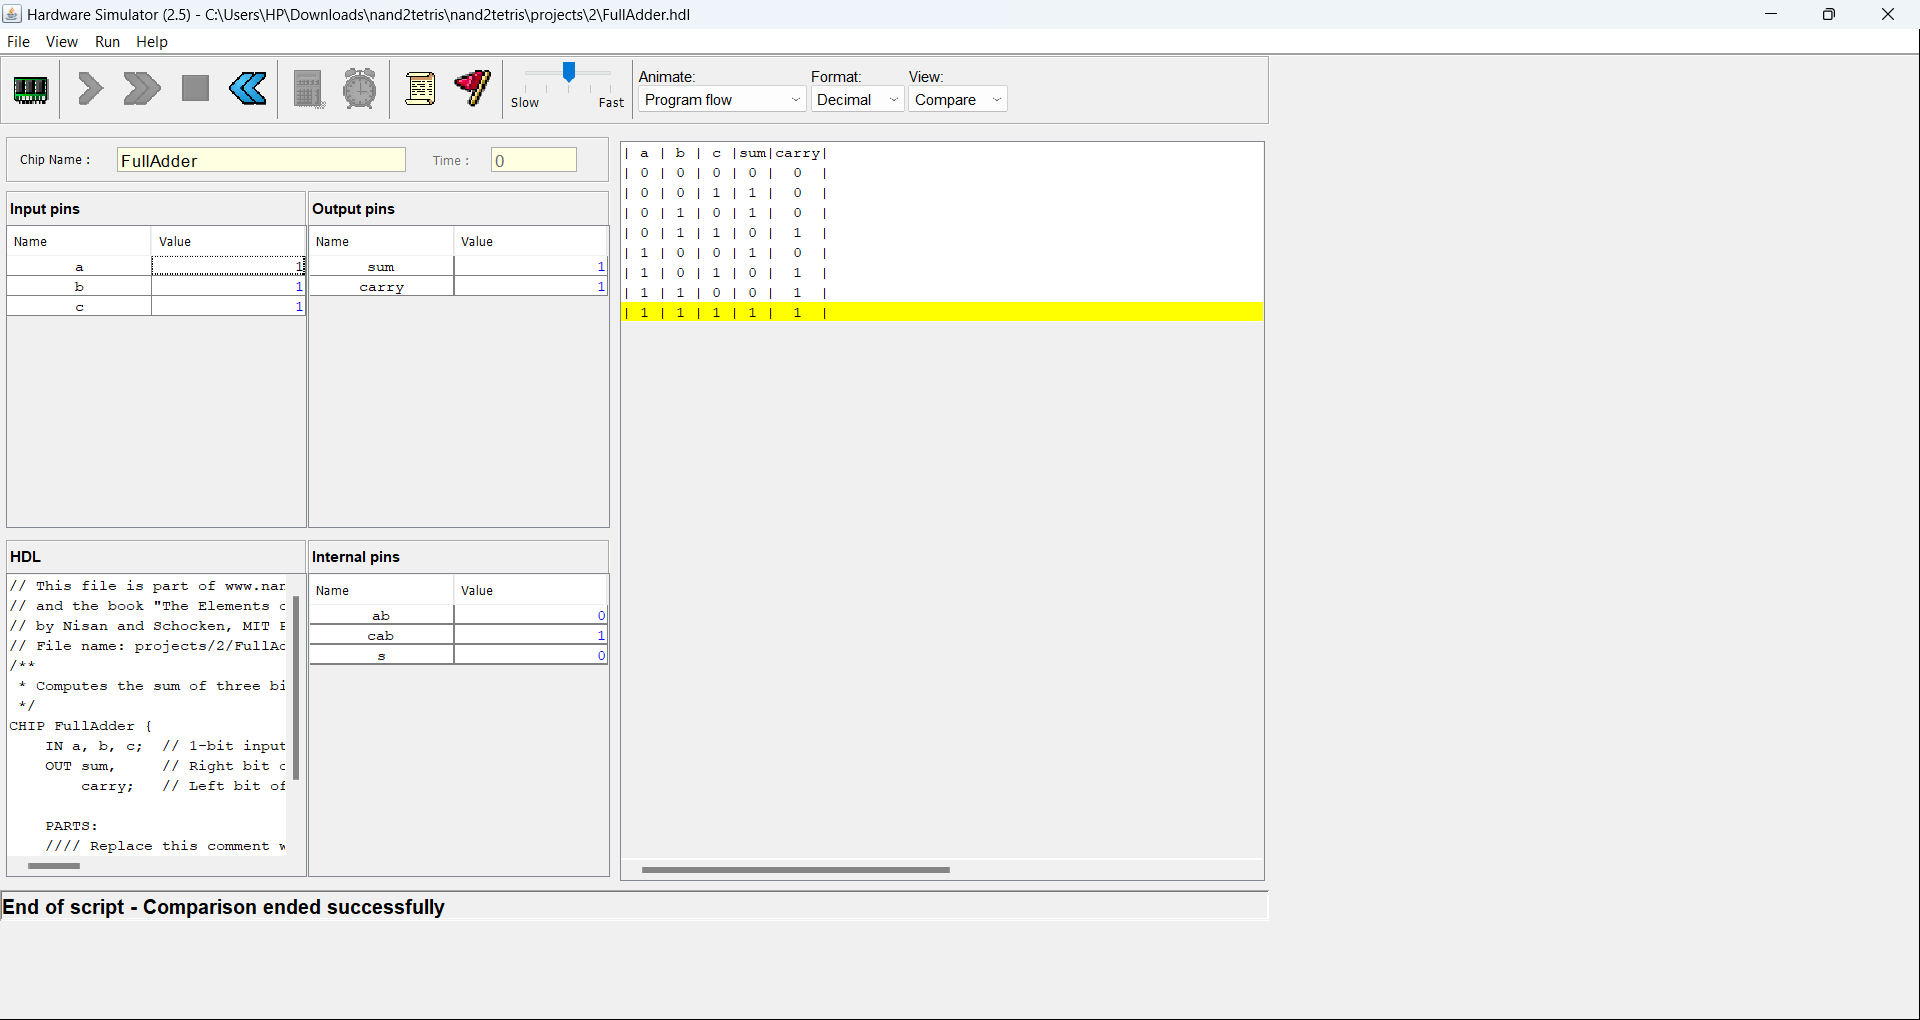 Hardware Simulator (2.5) - C:\Users\HP\Downloads\nand2tetris\nand2tetris\projects\2\FullAdder.hdl
File View Run Help
Slow Fast
Animate: Format: View:
Program flow Decimal Compare
Chip Name : FullAdder Time : 0
Input pins
Name Value
a 1
b 1
c 1
Output pins
Name Value
sum 1
carry 1
| a | b | c |sum|carry|
| 0 | 0 | 0 | 0 | 0 |
| 0 | 0 | 1 | 1 | 0 |
| 0 | 1 | 0 | 1 | 0 |
| 0 | 1 | 1 | 0 | 1 |
| 1 | 0 | 0 | 1 | 0 |
| 1 | 0 | 1 | 0 | 1 |
| 1 | 1 | 0 | 0 | 1 |
| 1 | 1 | 1 | 1 | 1 |
HDL
// This file is part of www.nan
// and the book "The Elements
// by Nisan and Schocken, MIT
// File name: projects/2/FullAd
/**
* Computes the sum of three bi
*/
CHIP FullAdder {
IN a, b, c; // 1-bit input
OUT sum, // Right bit
carry; // Left bit of
PARTS:
//// Replace this comment
Internal pins
Name Value
ab 0
cab 1
s 0
End of script - Comparison ended successfully